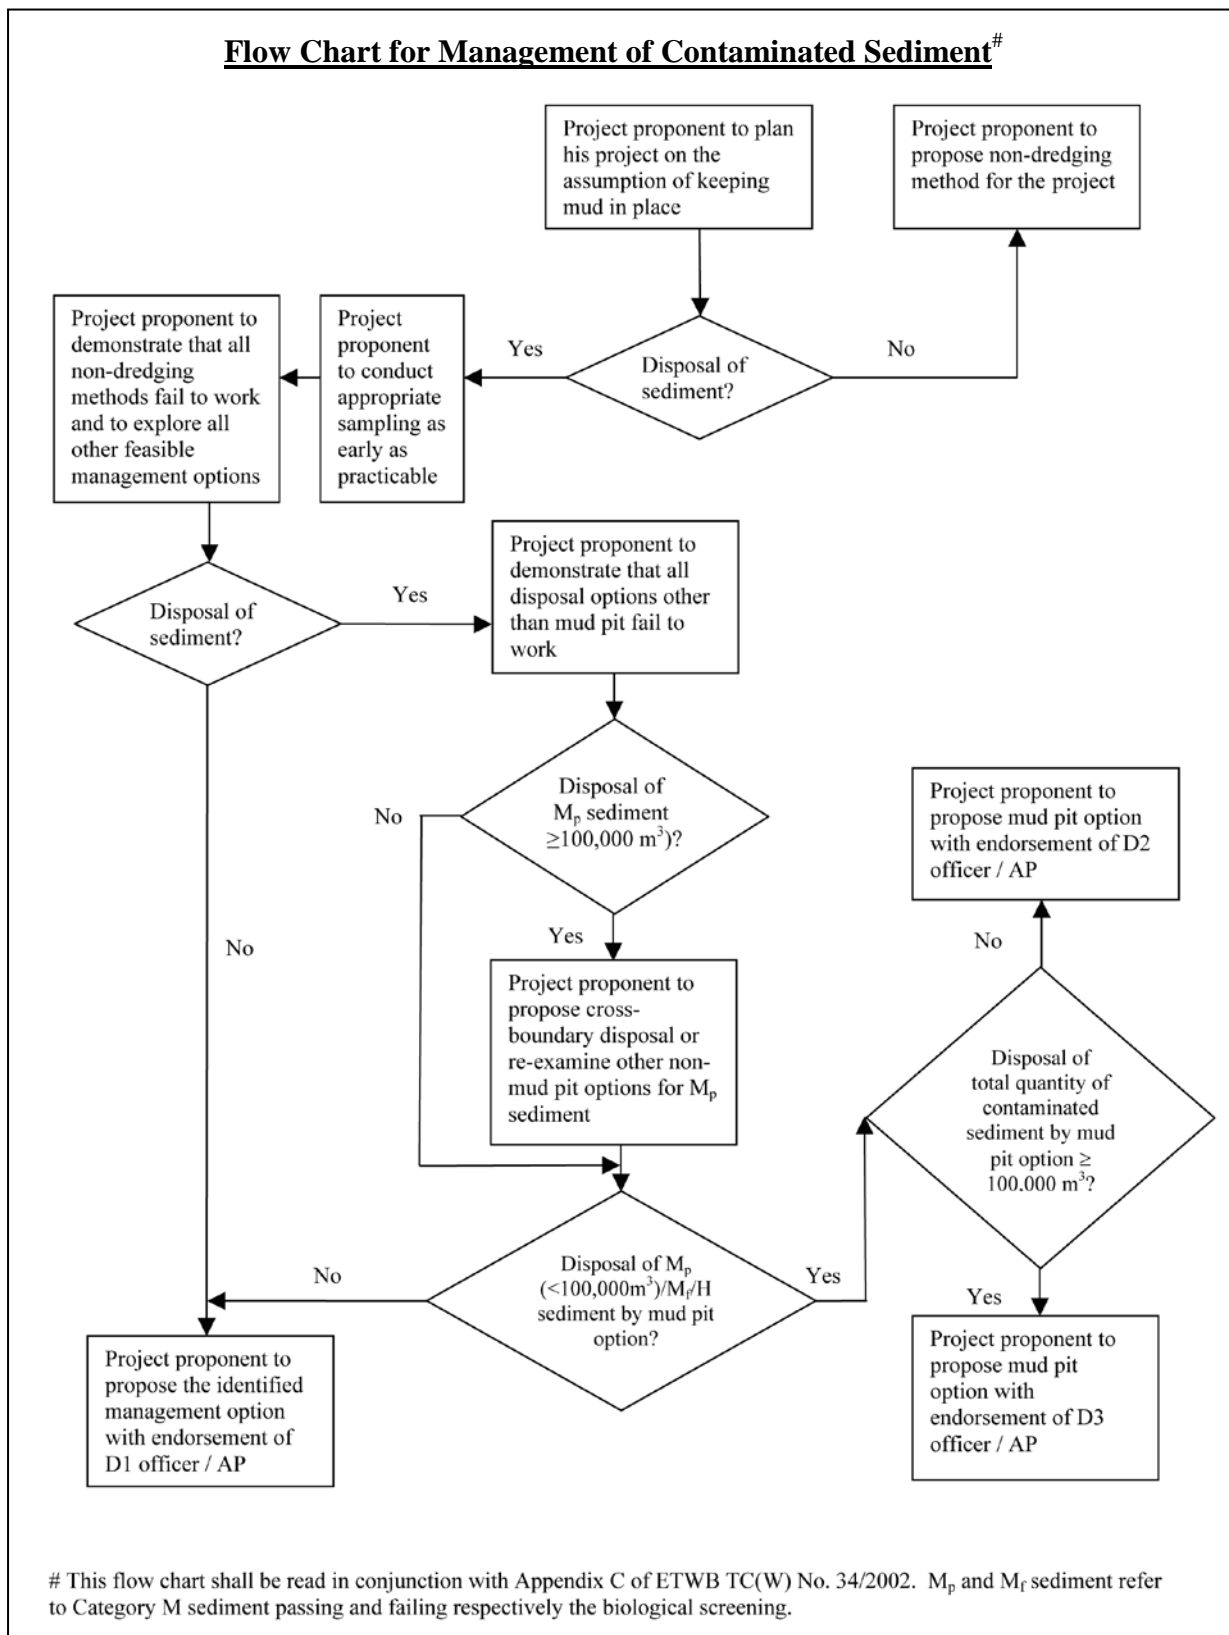 Flow Chart for Management of Contaminated Sediment#
Project proponent to plan
his project on the
assumption of keeping
mud in place
Project proponent to
propose non-dredging
method for the project
Project proponent to
demonstrate that all
non-dredging
methods fail to work
and to explore all
other feasible
management options
Project
proponent
to conduct
appropriate
sampling as
early as
practicable
Yes
Disposal of
sediment?
No
Disposal of
sediment?
Yes
Project proponent to
demonstrate that all
disposal options other
than mud pit fail to
work
No
Disposal of
Mp sediment
≥100,000 m3)?
Yes
No
Project proponent to
propose cross-
boundary disposal or
re-examine other non-
mud pit options for Mp
sediment
Project proponent to
propose mud pit option
with endorsement of D2
officer / AP
No
Disposal of
total quantity of
contaminated
sediment by mud
pit option ≥
100.000 m3?
No
Disposal of Mp
(<100,000m3)/Mf/H
sediment by mud pit
option?
Yes
Yes
Project proponent to
propose the identified
management option
with endorsement of
D1 officer / AP
Project proponent to
propose mud pit
option with
endorsement of D3
officer / AP
# This flow chart shall be read in conjunction with Appendix C of ETWB TC(W) No. 34/2002. Mp and Mf sediment refer
to Category M sediment passing and failing respectively the biological screening.